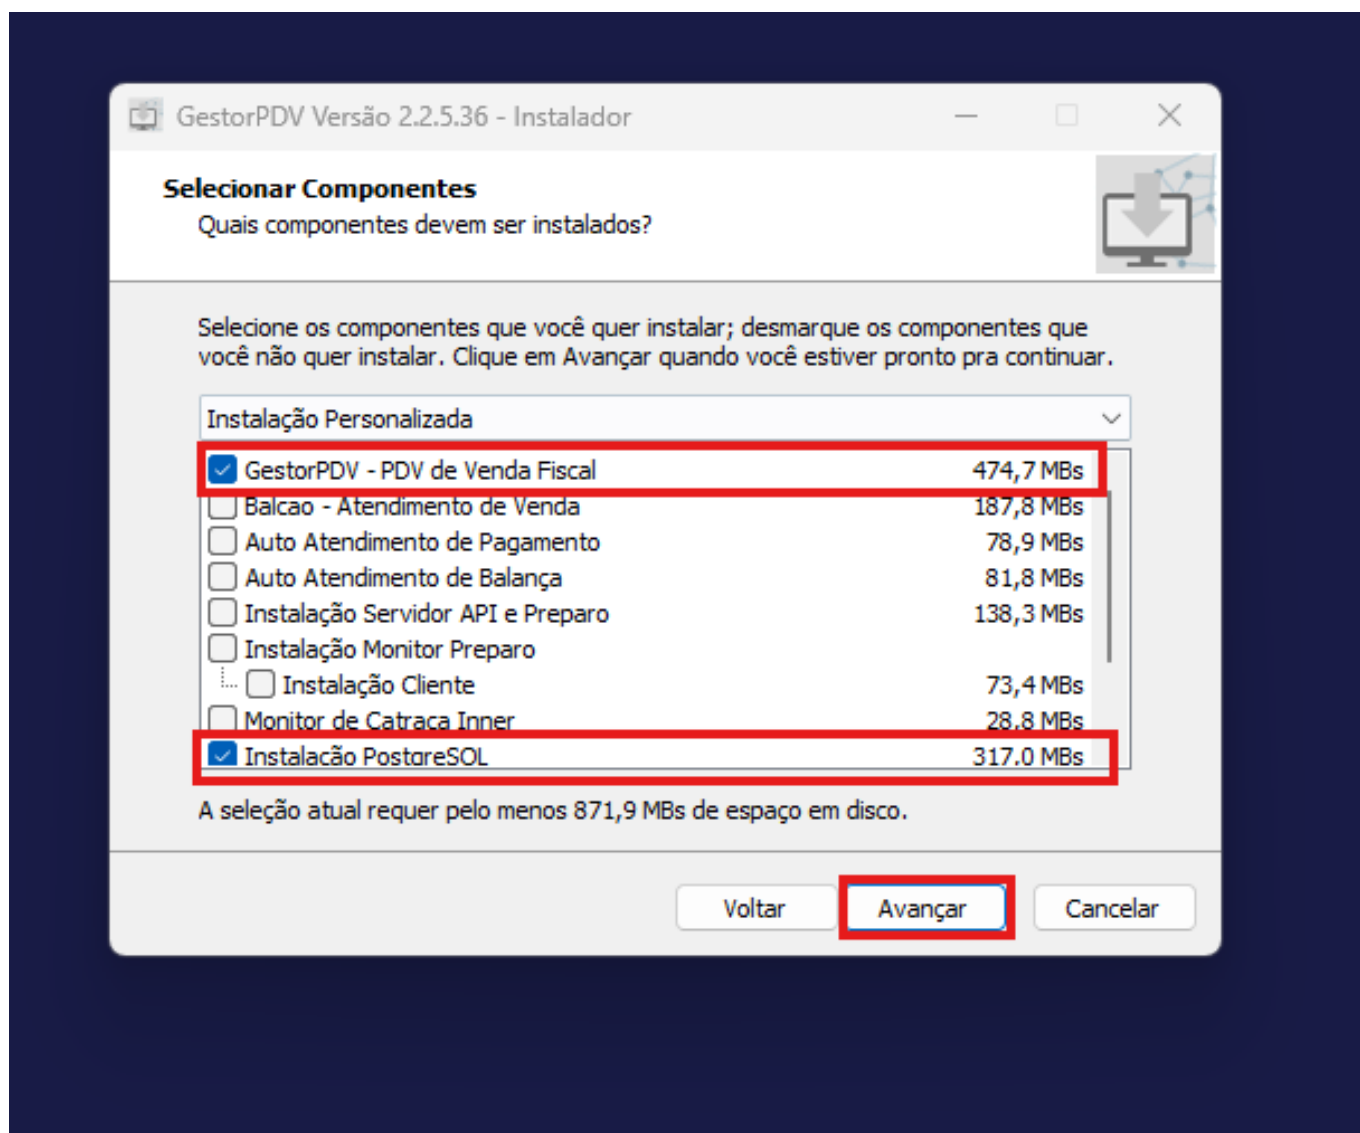 GestorPDV Versão 2.2.5.36 - Instalador
Selecionar Componentes
Quais componentes devem ser instalados?
Selecione os componentes que você quer instalar; desmarque os componentes que
você não quer instalar. Clique em Avançar quando você estiver pronto pra continuar.
Instalação Personalizada
GestorPDV - PDV de Venda Fiscal 474,7 MBs
Balcao - Atendimento de Venda 187,8 MBs
Auto Atendimento de Pagamento 78,9 MBs
Auto Atendimento de Balança 81,8 MBs
Instalação Servidor API e Preparo 138,3 MBs
Instalação Monitor Preparo
Instalação Cliente 73,4 MBs
Monitor de Catraca Inner 28,8 MBs
Instalação PostgreSQL 317,0 MBs
A seleção atual requer pelo menos 871,9 MBs de espaço em disco.
Voltar Avançar Cancelar